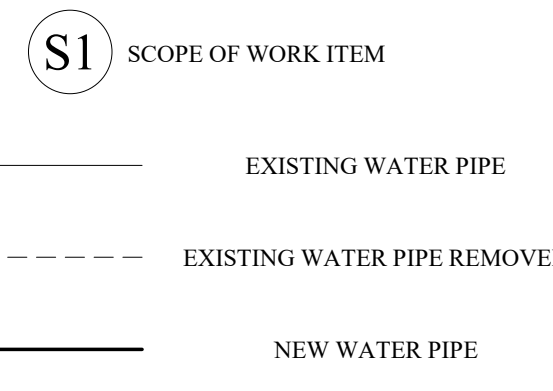 S1 SCOPE OF WORK ITEM
EXISTING WATER PIPE
EXISTING WATER PIPE REMOVE
NEW WATER PIPE